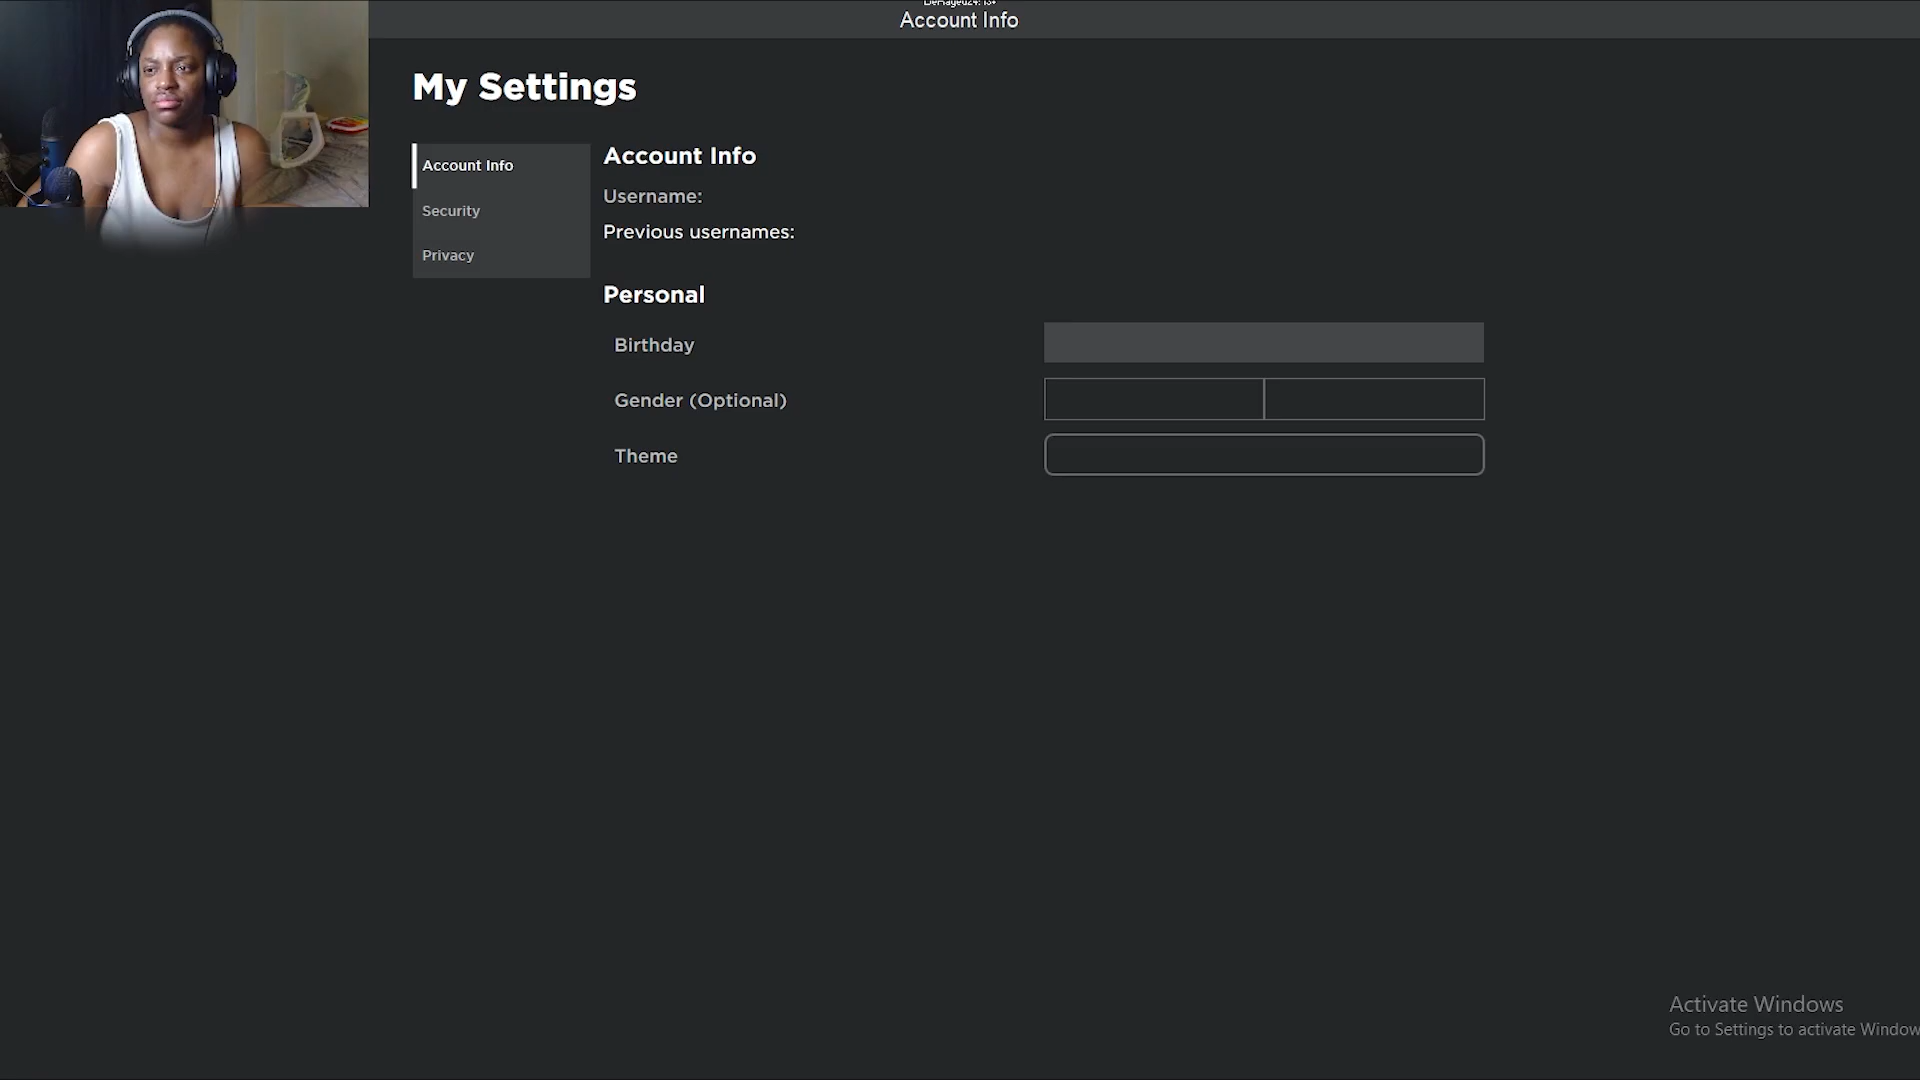 Account Info
My Settings
Account Info
Security
Privacy
Account Info
Username:
Previous usernames:
Personal
Birthday
Gender (Optional)
Theme
Activate Windows
Go to Settings to activate Window